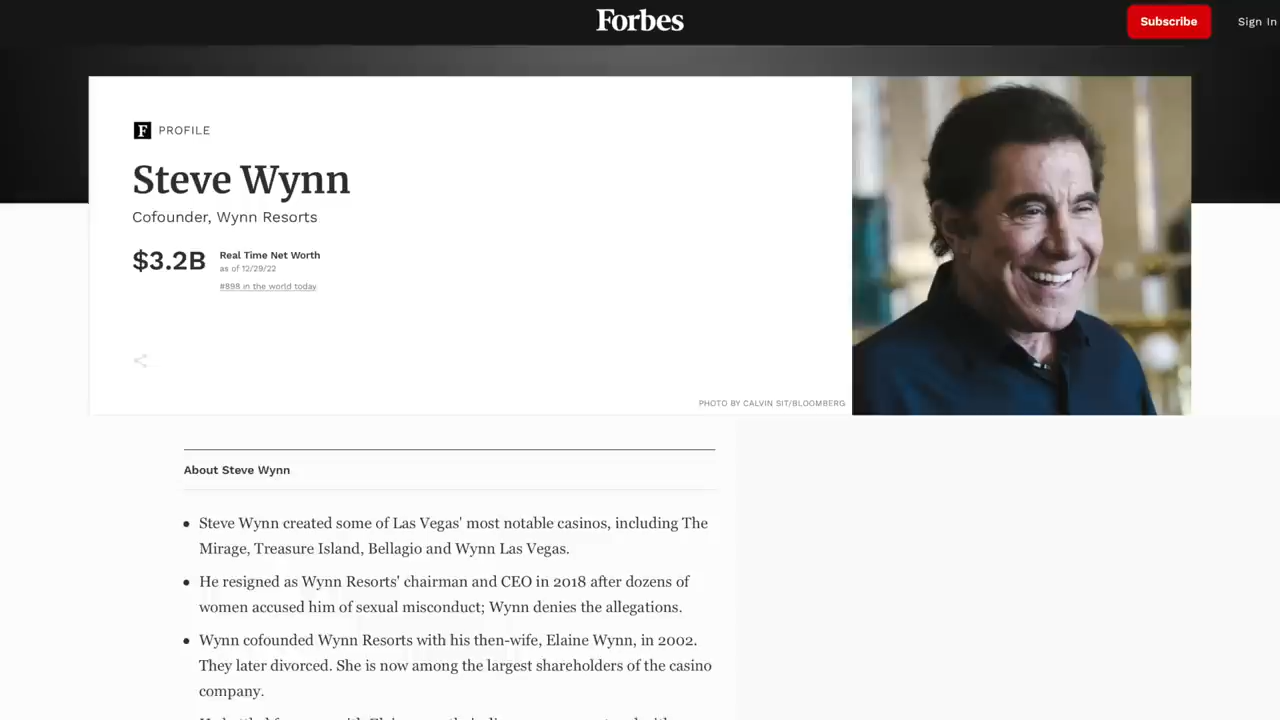 Forbes
Subscribe
Sign In
F PROFILE
Steve Wynn
Cofounder, Wynn Resorts
$3.2B
Real Time Net Worth
as of 12/29/22
#898 in the world today
PHOTO BY CALVIN SIT/BLOOMBERG
About Steve Wynn
Steve Wynn created some of Las Vegas' most notable casinos, including The
Mirage, Treasure Island, Bellagio and Wynn Las Vegas.
He resigned as Wynn Resorts' chairman and CEO in 2018 after dozens of
women accused him of sexual misconduct; Wynn denies the allegations.
Wynn cofounded Wynn Resorts with his then-wife, Elaine Wynn, in 2002.
They later divorced. She is now among the largest shareholders of the casino
company.